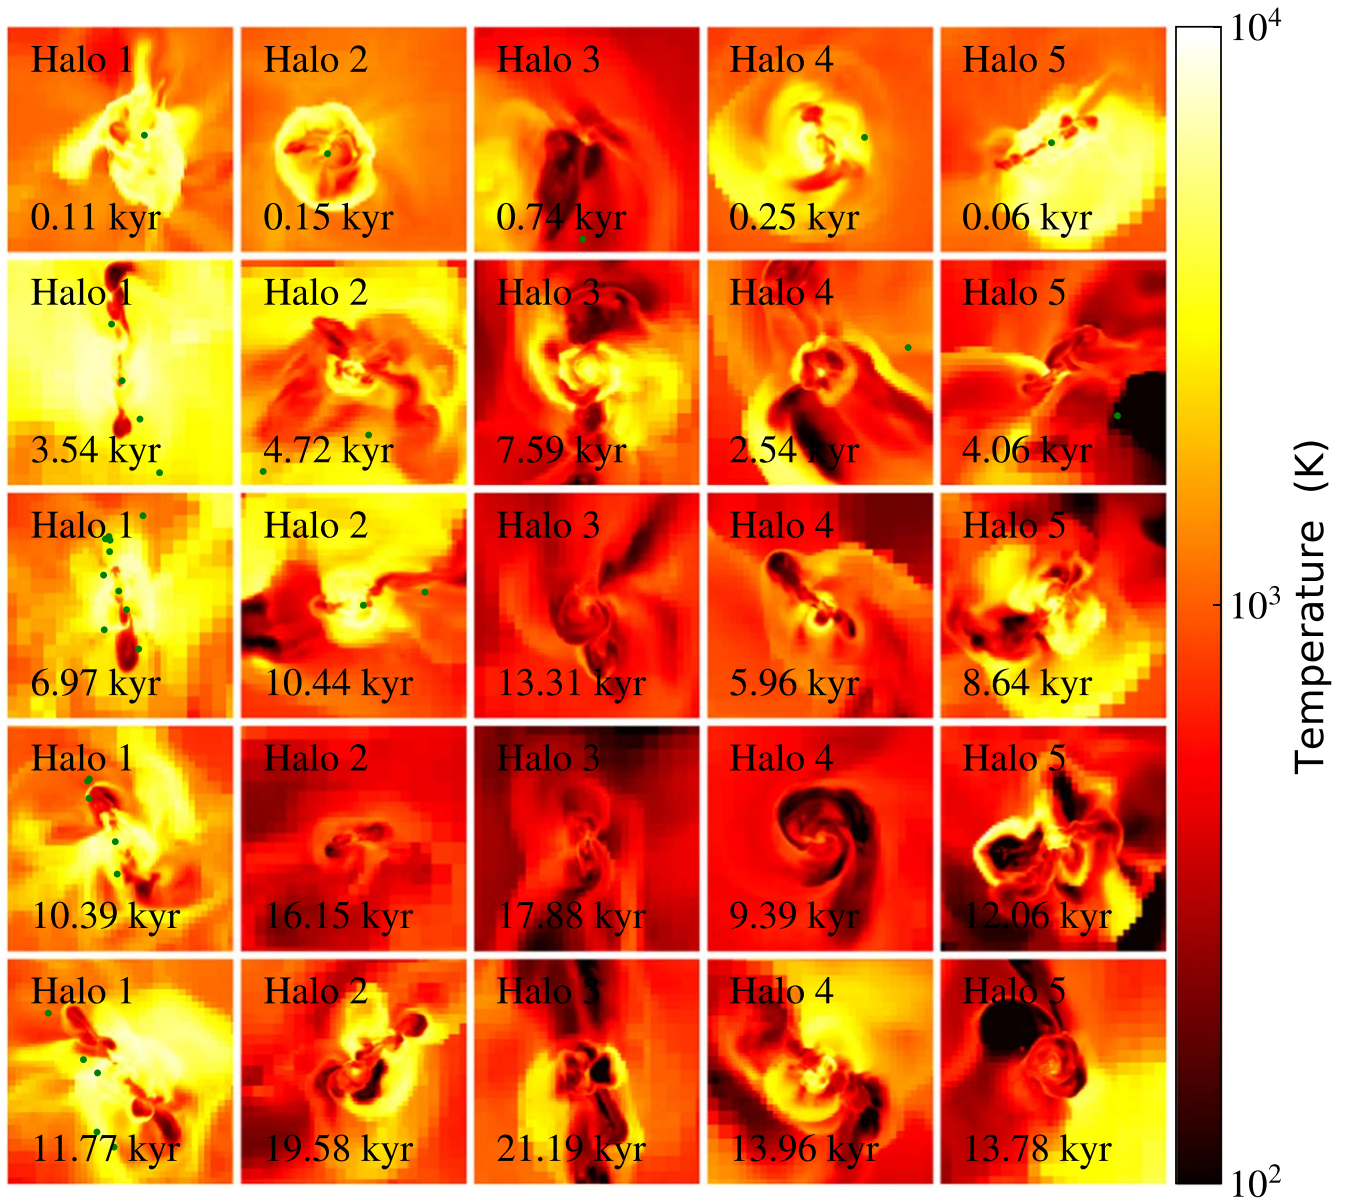 Halo 1
Halo 2
Halo 3
Halo 4
Halo 5
0.11 kyr
0.15 kyr
0.74 kyr
0.25 kyr
0.06 kyr
Halo 1
Halo 2
Halo 3
Halo 4
Halo 5
3.54 kyr
4.72 kyr
7.59 kyr
2.54 kyr
4.06 kyr
Halo 1
Halo 2
Halo 3
Halo 4
Halo 5
6.97 kyr
10.44 kyr
13.31 kyr
5.96 kyr
8.64 kyr
Halo 1
Halo 2
Halo 3
Halo 4
Halo 5
10.39 kyr
16.15 kyr
17.88 kyr
9.39 kyr
12.06 kyr
Halo 1
Halo 2
Halo 3
Halo 4
Halo 5
11.77 kyr
19.58 kyr
21.19 kyr
13.96 kyr
13.78 kyr
10⁴
10³
10²
Temperature (K)